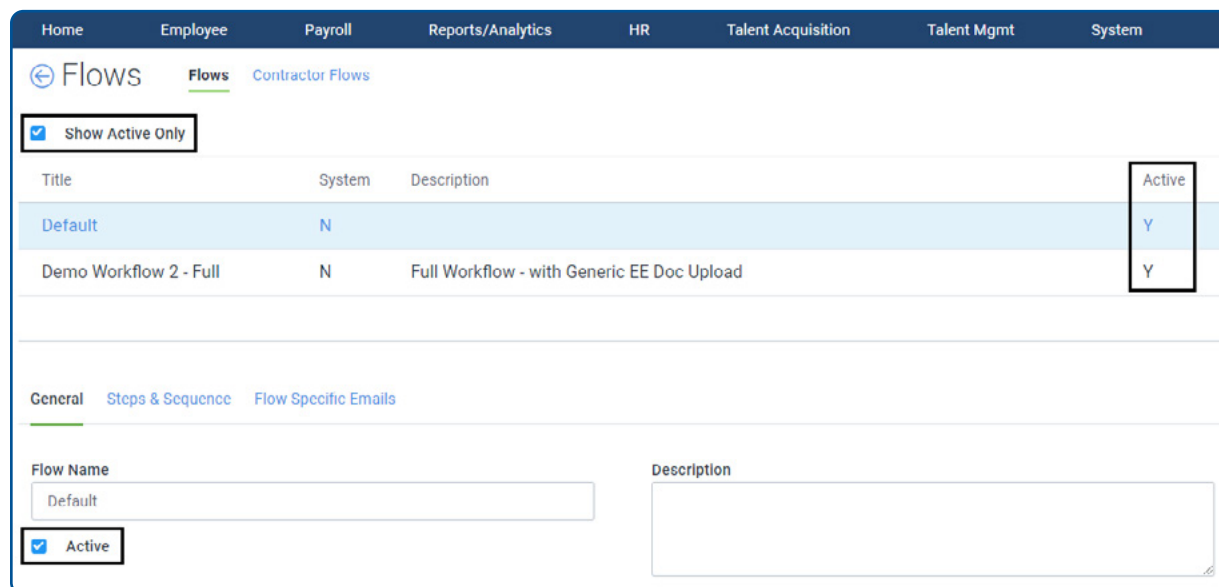 Home Employee Payroll Reports/Analytics HR Talent Acquisition Talent Mgmt System
Flows Flows Contractor Flows
Show Active Only
Title System Description Active
Default N Y
Demo Workflow 2 - Full N Full Workflow - with Generic EE Doc Upload Y
General Steps & Sequence Flow Specific Emails
Flow Name Description
Default
Active